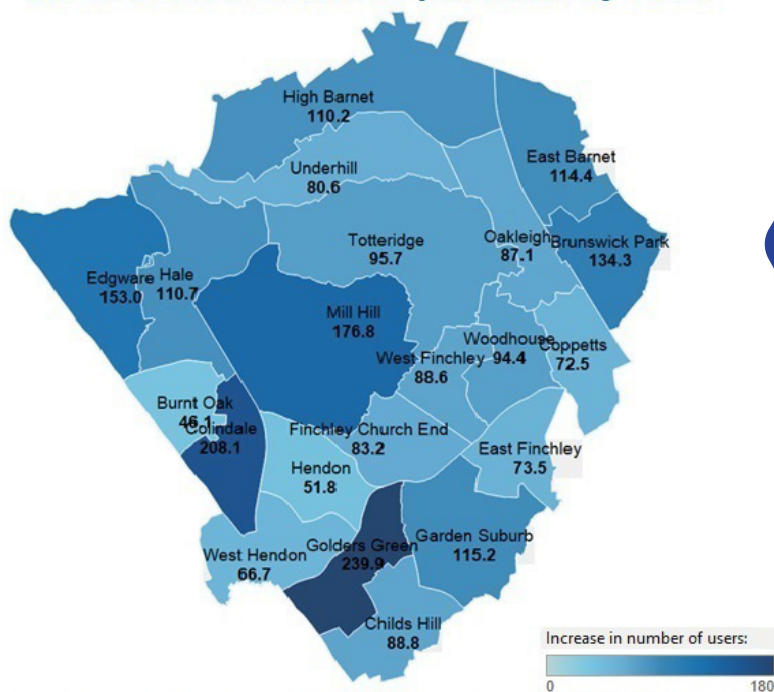 High Barnet
110.2
Underhill
80.6
East Barnet
114.4
Totteridge
95.7
Oakleigh
87.1
Brunswick Park
134.3
Edgware
153.0
Hale
110.7
Mill Hill
176.8
West Finchley
88.6
Woodhouse
94.4
Coppetts
72.5
Burnt Oak
46.1
Colindale
208.1
Finchley Church End
83.2
East Finchley
73.5
Hendon
51.8
West Hendon
66.7
Golders Green
239.9
Garden Suburb
115.2
Childs Hill
88.8
Increase in number of users:
0
180